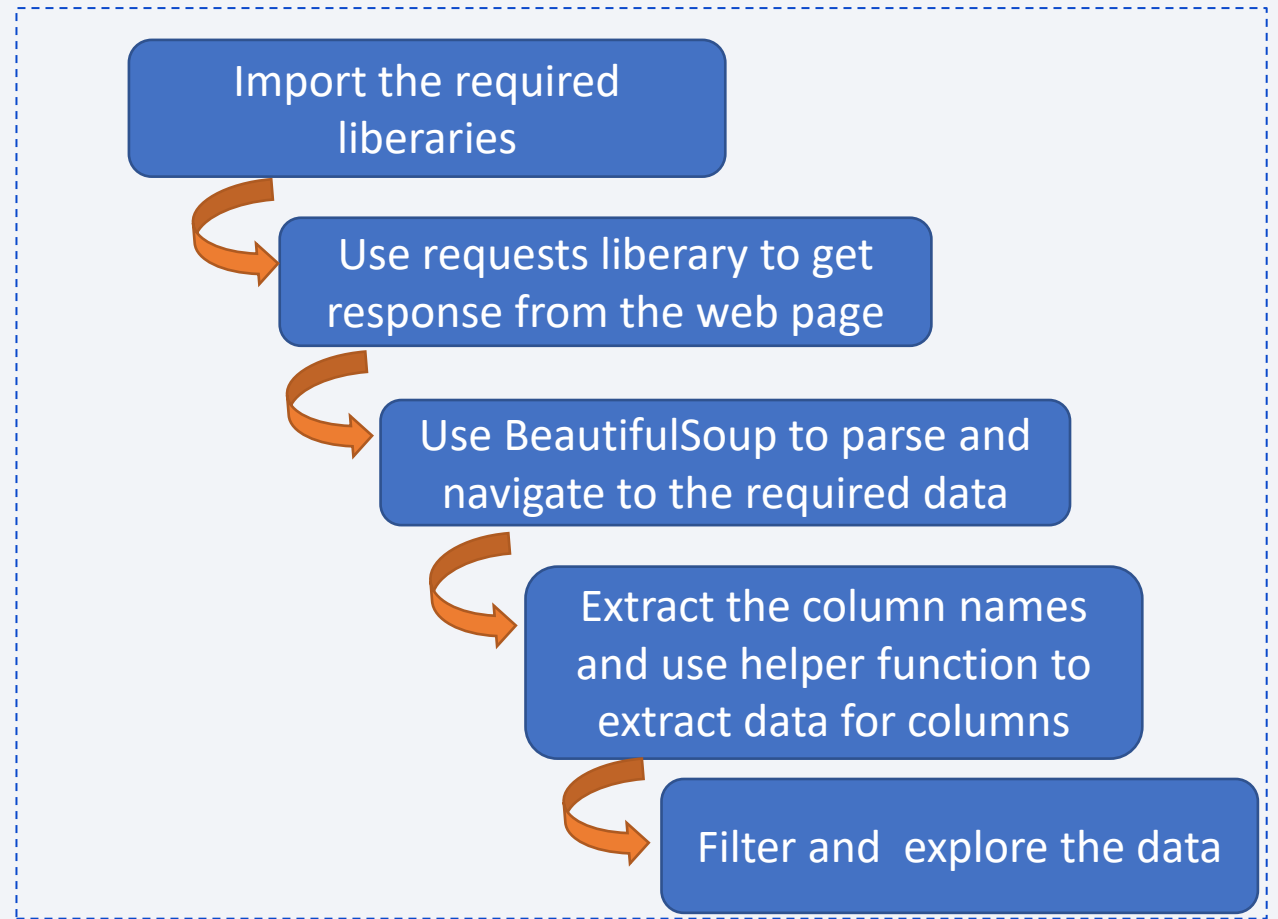 Import the required
liberaries
Use requests liberary to get
response from the web page
Use BeautifulSoup to parse and
navigate to the required data
Extract the column names
and use helper function to
extract data for columns
Filter and  explore the data